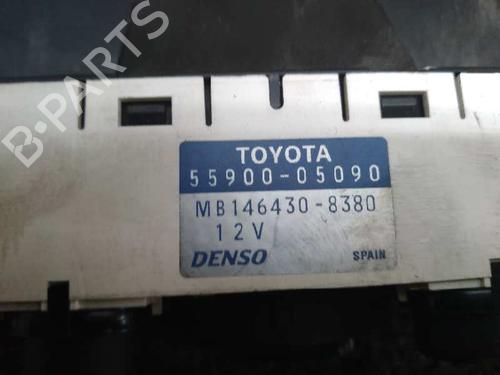 B-PARTS
TOYOTA
55900-05090
MB146430-8380
12V
DENSO SPAIN